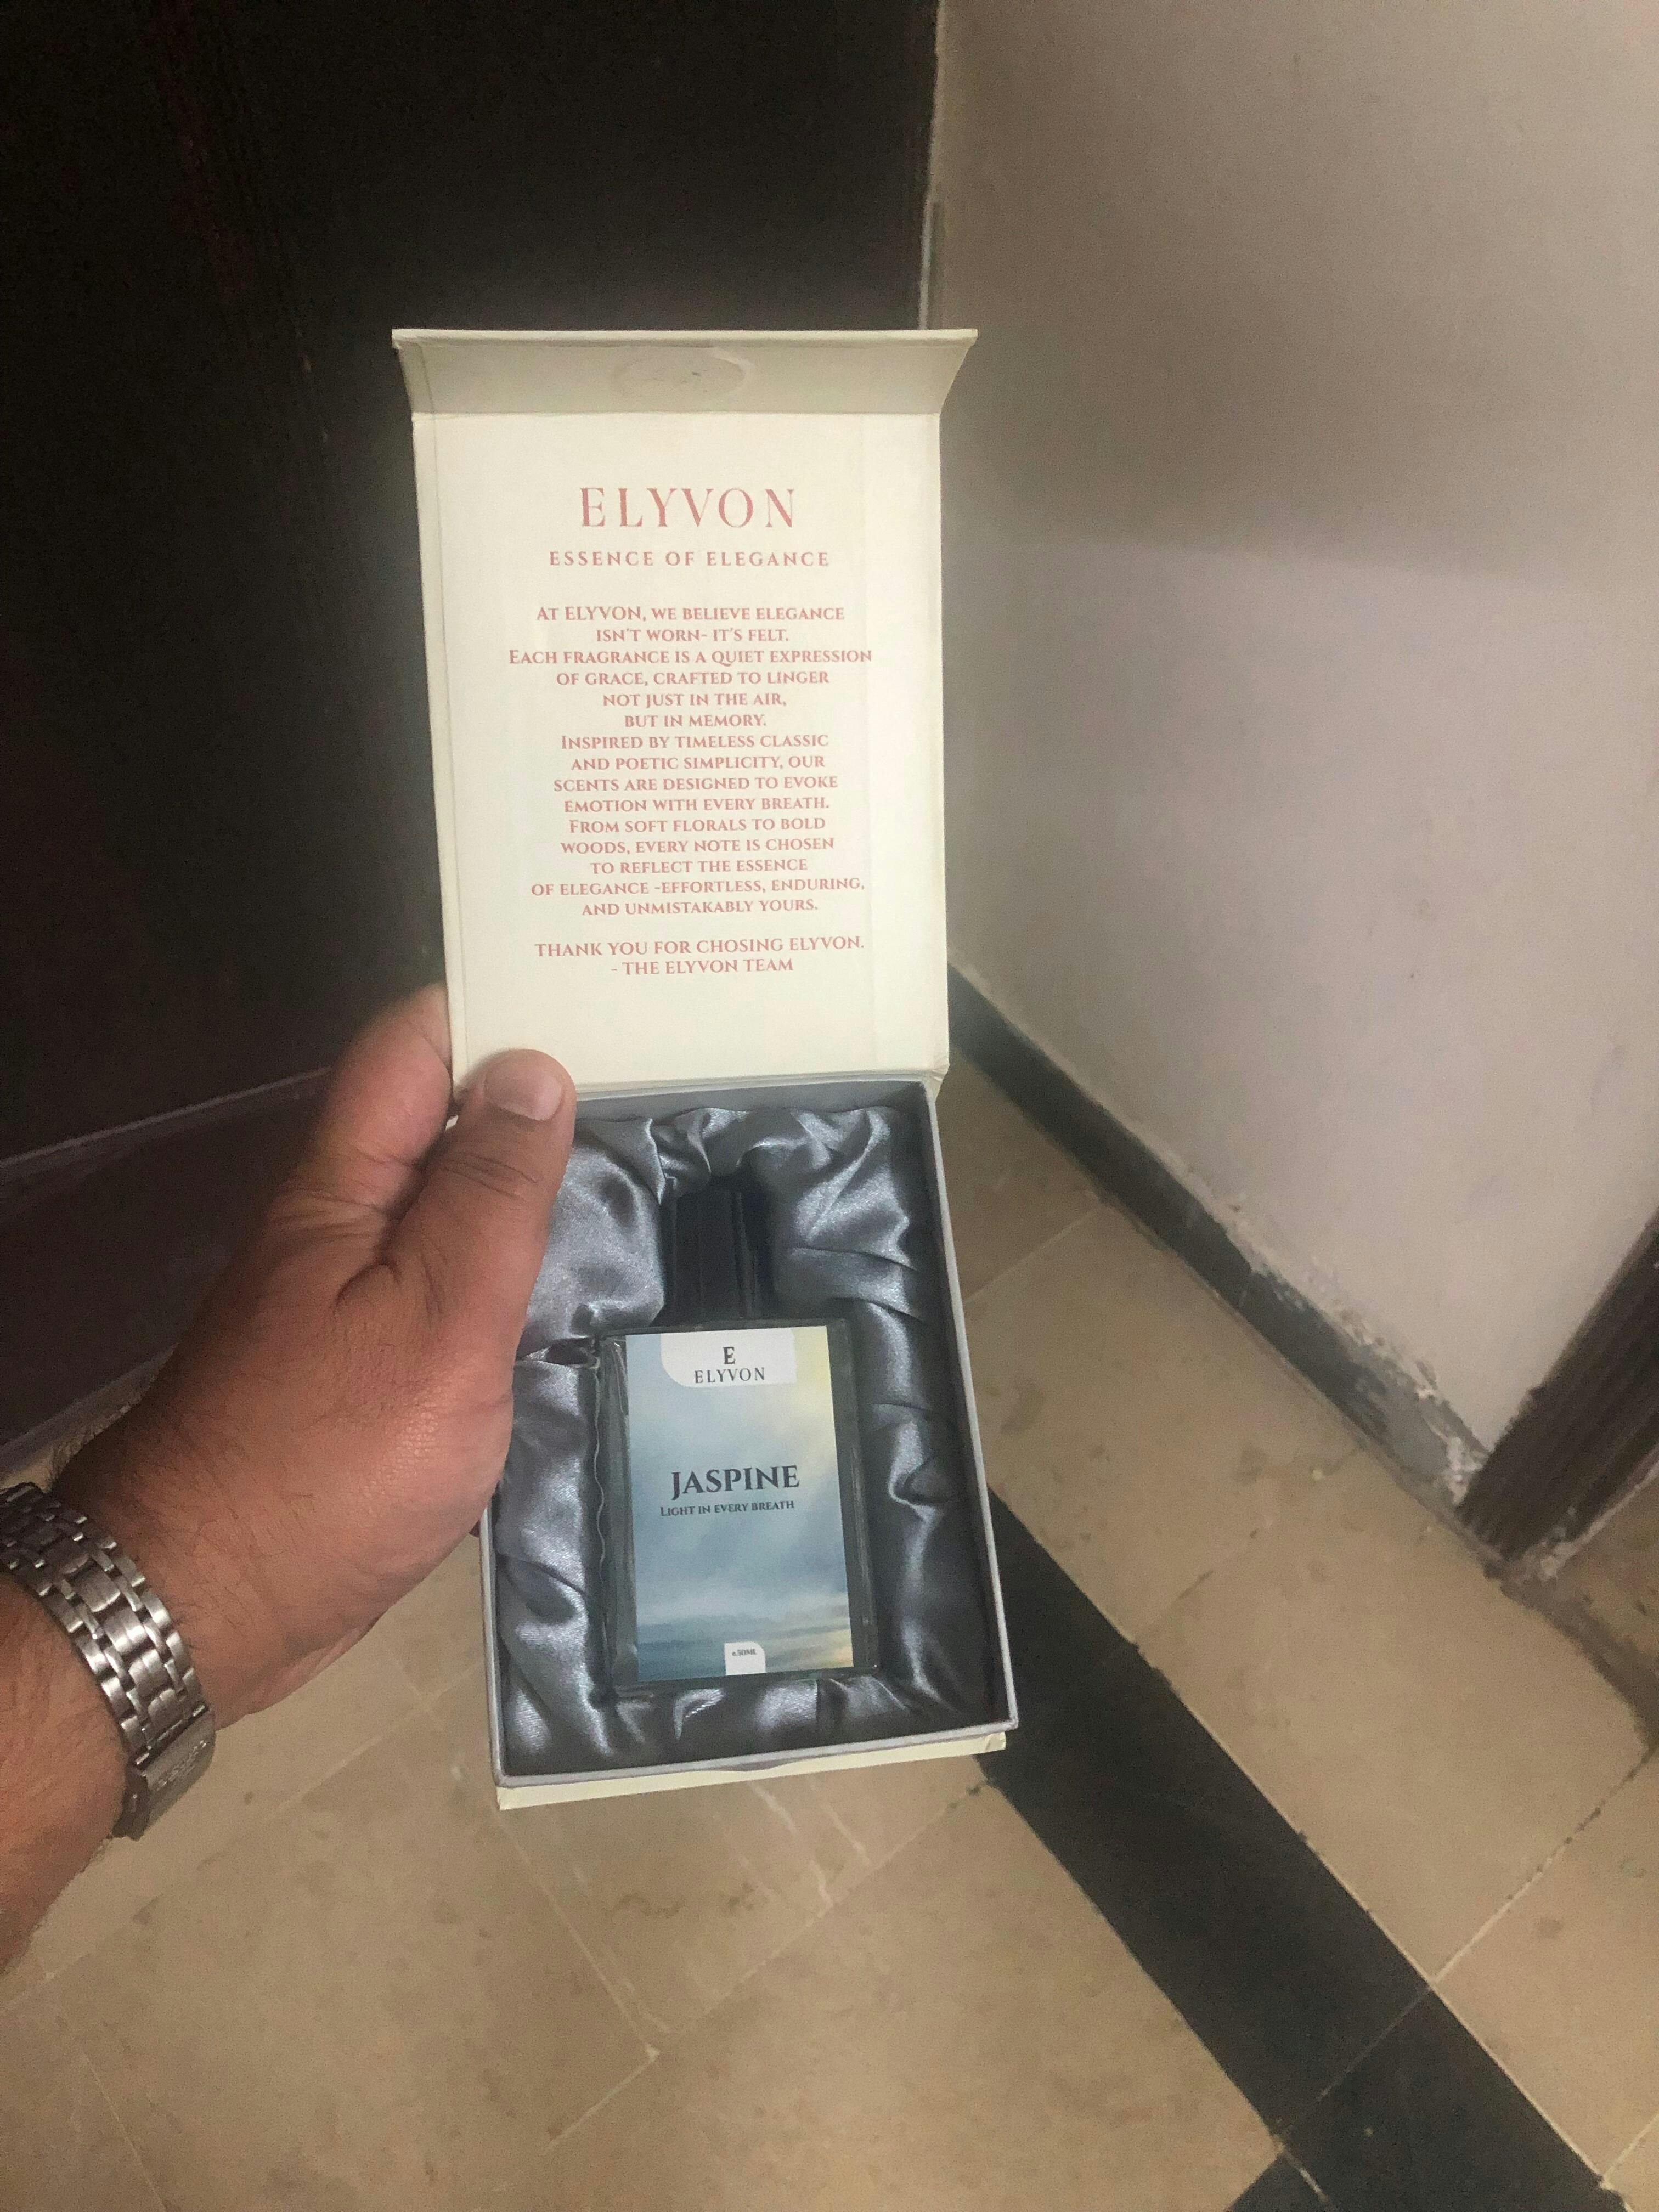 ELYVON
ESSENCE OF ELEGANCE
AT ELYVON, WE BELIEVE ELEGANCE
ISN'T WORN- IT'S FELT.
EACH FRAGRANCE IS A QUIET EXPRESSION
OF GRACE, CRAFTED TO LINGER
NOT JUST IN THE AIR,
BUT IN MEMORY.
INSPIRED BY TIMELESS CLASSIC
AND POETIC SIMPLICITY, OUR
SCENTS ARE DESIGNED TO EVOKE
EMOTION WITH EVERY BREATH.
FROM SOFT FLORALS TO BOLD
WOODS, EVERY NOTE IS CHOSEN
TO REFLECT THE ESSENCE
OF ELEGANCE -EFFORTLESS, ENDURING,
AND UNMISTAKABLY YOURS.
THANK YOU FOR CHOSING ELYVON.
- THE ELYVON TEAM
E
ELYVON
JASPINE
LIGHT IN EVERY BREATH
e.50ML